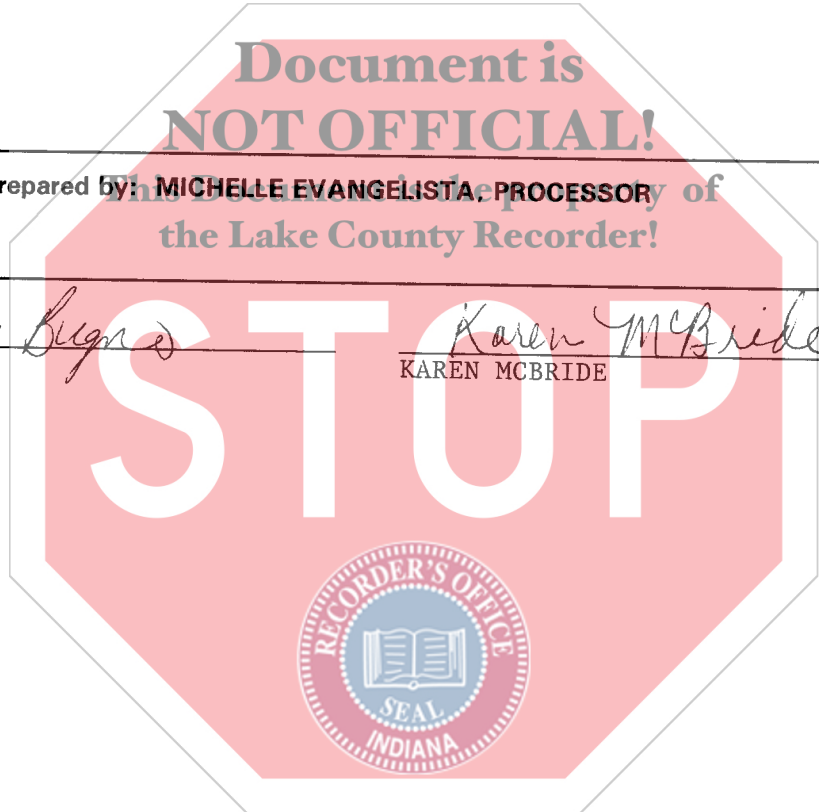 Document is
NOT OFFICIAL!
repared by: MICHELLE EVANGELISTA, PROCESSOR
This Document is the property of
the Lake County Recorder!
Karen McBride
KAREN MCBRIDE
STOP
RECORDER'S OFFICE
SEAL
INDIANA